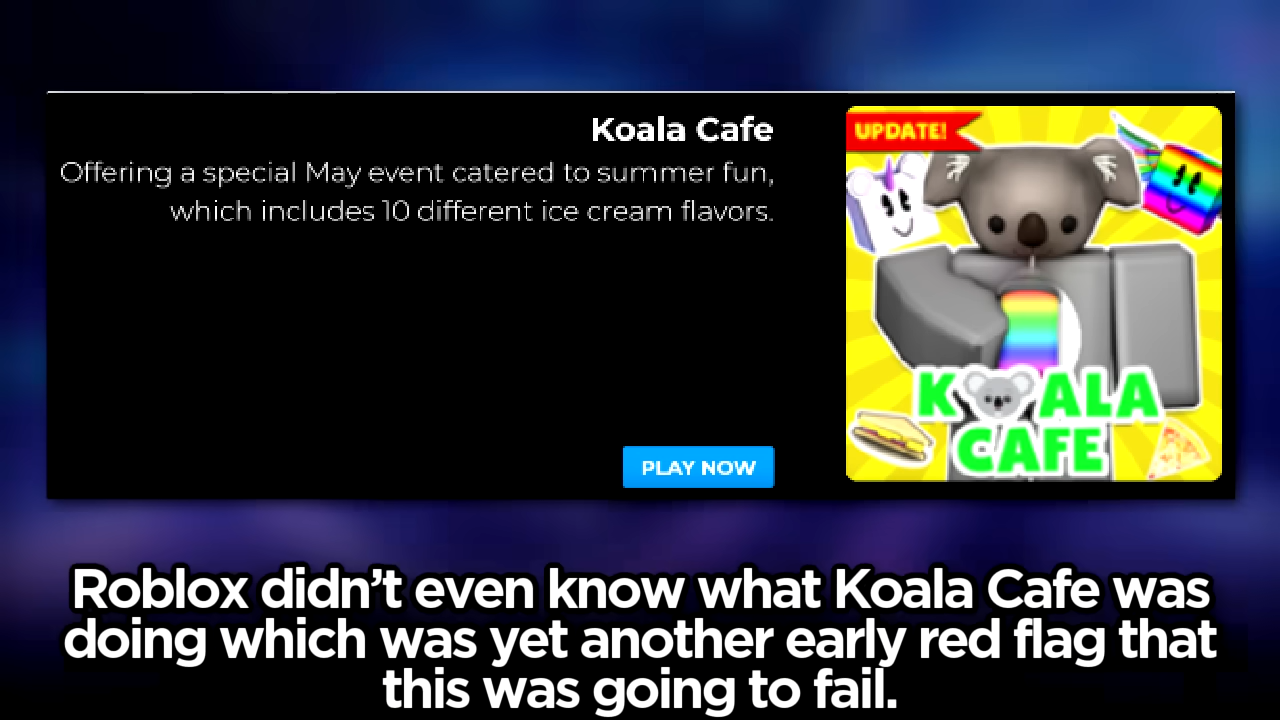 Koala Cafe
Offering a special May event catered to summer fun,
which includes 10 different ice cream flavors.
PLAY NOW
UPDATE!
KOALA
CAFE
Roblox didn’t even know what Koala Cafe was
doing which was yet another early red flag that
this was going to fail.